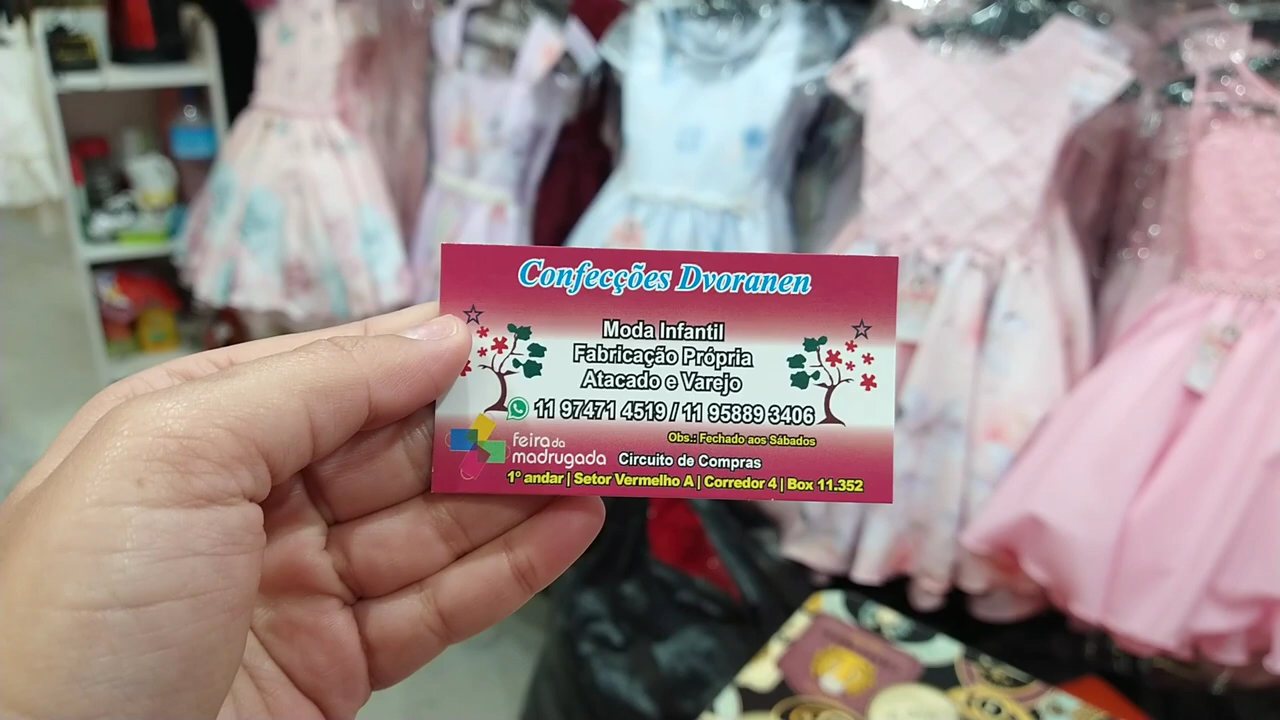 Confecções Dvoranen
Moda Infantil
Fabricação Própria
Atacado e Varejo
11 97471 4519 / 11 95889 3406
Obs.: Fechado aos Sábados
feira da
madrugada
Circuito de Compras
1º andar | Setor Vermelho A | Corredor 4 | Box 11.352